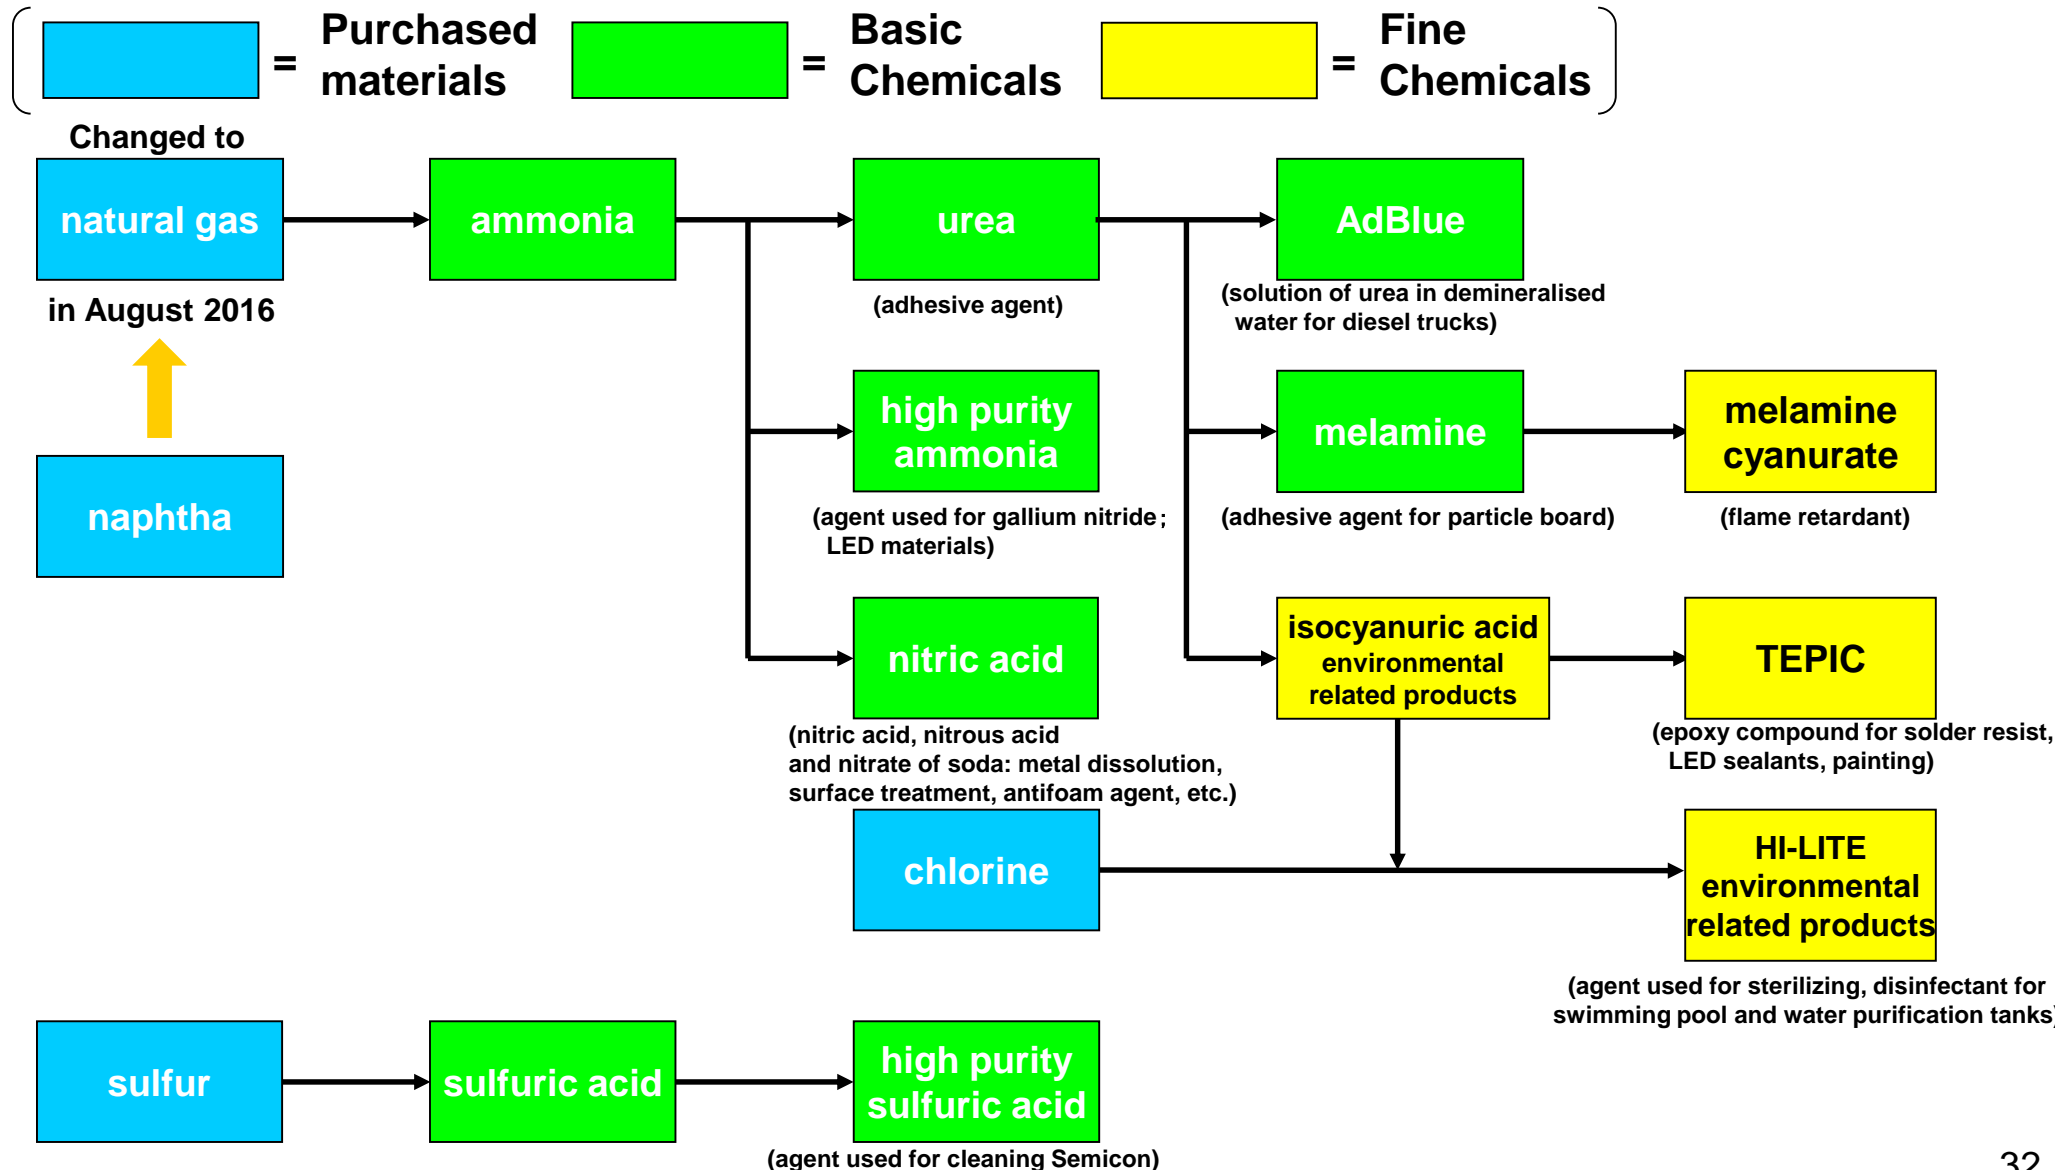 = Purchased materials
= Basic Chemicals
= Fine Chemicals
Changed to
natural gas
in August 2016
naphtha
ammonia
urea
(adhesive agent)
AdBlue
(solution of urea in demineralised
water for diesel trucks)
high purity
ammonia
(agent used for gallium nitride;
LED materials)
melamine
(adhesive agent for particle board)
melamine
cyanurate
(flame retardant)
nitric acid
(nitric acid, nitrous acid
and nitrate of soda: metal dissolution,
surface treatment, antifoam agent, etc.)
isocyanuric acid
environmental
related products
TEPIC
(epoxy compound for solder resist,
LED sealants, painting)
chlorine
HI-LITE
environmental
related products
(agent used for sterilizing, disinfectant for
swimming pool and water purification tanks)
sulfur
sulfuric acid
high purity
sulfuric acid
(agent used for cleaning Semicon)
32